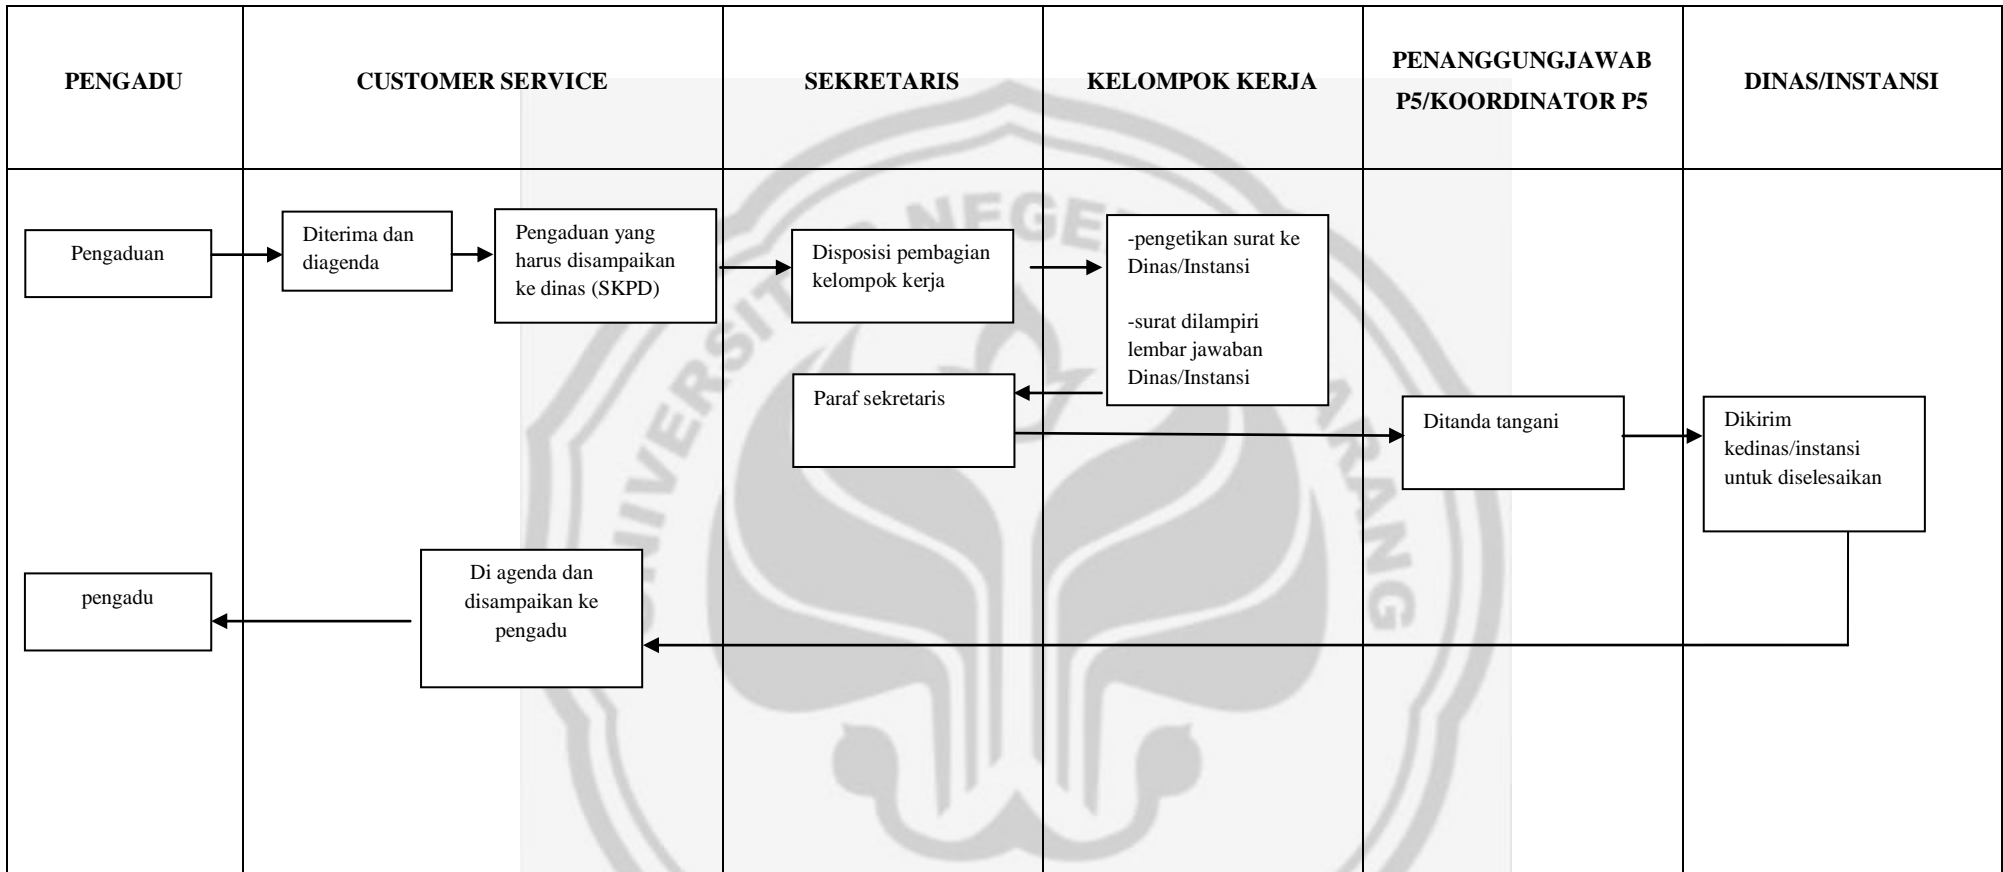 PENGADU
CUSTOMER SERVICE
SEKRETARIS
KELOMPOK KERJA
PENANGGUNGJAWAB
P5/KOORDINATOR P5
DINAS/INSTANSI
Pengaduan
Diterima dan
diagenda
Pengaduan yang
harus disampaikan
ke dinas (SKPD)
Disposisi pembagian
kelompok kerja
-pengetikan surat ke
Dinas/Instansi
-surat dilampiri
lembar jawaban
Dinas/Instansi
Paraf sekretaris
Ditanda tangani
Dikirim
kedinas/instansi
untuk diselesaikan
Di agenda dan
disampaikan ke
pengadu
pengadu